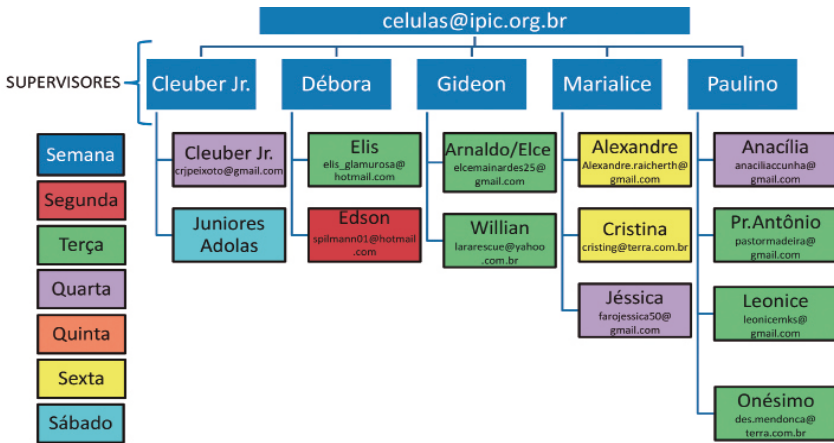 celulas@ipic.org.br
SUPERVISORES
Cleuber Jr.
Débora
Gideon
Marialice
Paulino
Semana
Segunda
Terça
Quarta
Quinta
Sexta
Sábado
Cleuber Jr.
crjpeixoto@gmail.com
Juniores
Adolas
Elis
elis_glamurosa@
hotmail.com
Edson
spilmann01@hotmail
.com
Arnaldo/Elce
elcemainardes25@
gmail.com
Willian
lararescue@yahoo
.com.br
Alexandre
Alexandre.raicherth@
gmail.com
Cristina
cristing@terra.com.br
Jéssica
farojessica50@
gmail.com
Anacília
anaciliaccunha@
gmail.com
Pr.Antônio
pastormadeira@
gmail.com
Leonice
leonicemks@
gmail.com
Onésimo
des.mendonca@
terra.com.br